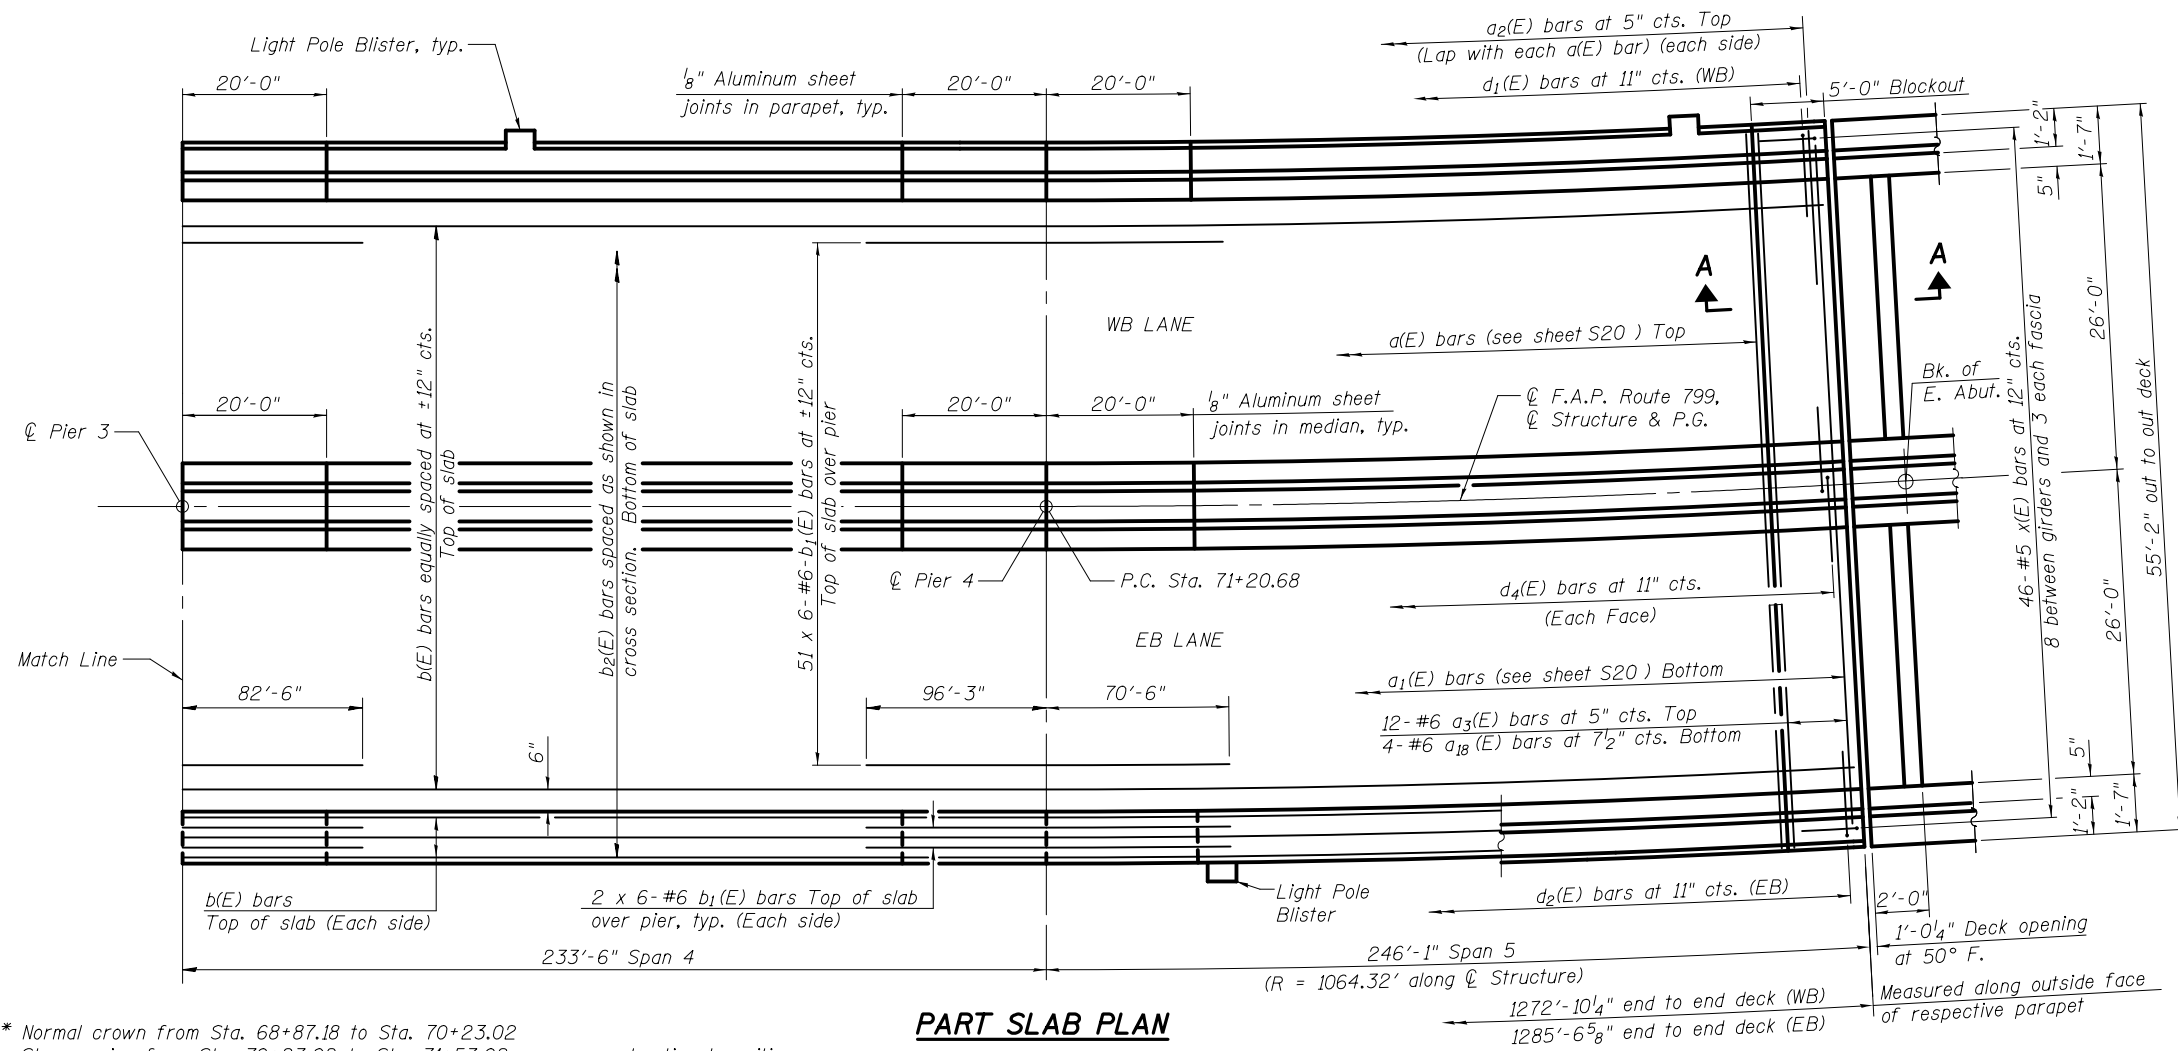 Light Pole Blister, typ.
20'-0"
1/8" Aluminum sheet
joints in parapet, typ.
20'-0"
20'-0"
a2(E) bars at 5" cts. Top
(Lap with each a(E) bar) (each side)
d1(E) bars at 11" cts. (WB)
5'-0" Blockout
1'-2"
1'-7"
5"
A
A
WB LANE
26'-0"
a(E) bars (see sheet S20 ) Top
b(E) bars equally spaced at ±12" cts.
Top of slab
b2(E) bars spaced as shown in
cross section. Bottom of slab
51 x 6-#6-b1(E) bars at ±12" cts.
Top of slab over pier
20'-0"
20'-0"
20'-0"
1/8" Aluminum sheet
joints in median, typ.
℄ F.A.P. Route 799,
℄ Structure & P.G.
Bk. of
E. Abut.
46-#5 x(E) bars at 12" cts.
8 between girders and 3 each fascia
55'-2" out to out deck
℄ Pier 3
℄ Pier 4
P.C. Sta. 71+20.68
d4(E) bars at 11" cts.
(Each Face)
EB LANE
26'-0"
Match Line
82'-6"
96'-3"
70'-6"
a1(E) bars (see sheet S20 ) Bottom
12-#6 a3(E) bars at 5" cts. Top
4-#6 a18 (E) bars at 7 1/2" cts. Bottom
6"
5"
1'-2"
1'-7"
b(E) bars
Top of slab (Each side)
2 x 6-#6 b1(E) bars Top of slab
over pier, typ. (Each side)
Light Pole
Blister
d2(E) bars at 11" cts. (EB)
2'-0"
1'-0 1/4" Deck opening
at 50° F.
233'-6" Span 4
246'-1" Span 5
(R = 1064.32' along ℄ Structure)
1272'-10 1/4" end to end deck (WB)
1285'-6 5/8" end to end deck (EB)
Measured along outside face
of respective parapet
PART SLAB PLAN
* Normal crown from Sta. 68+87.18 to Sta. 70+23.02